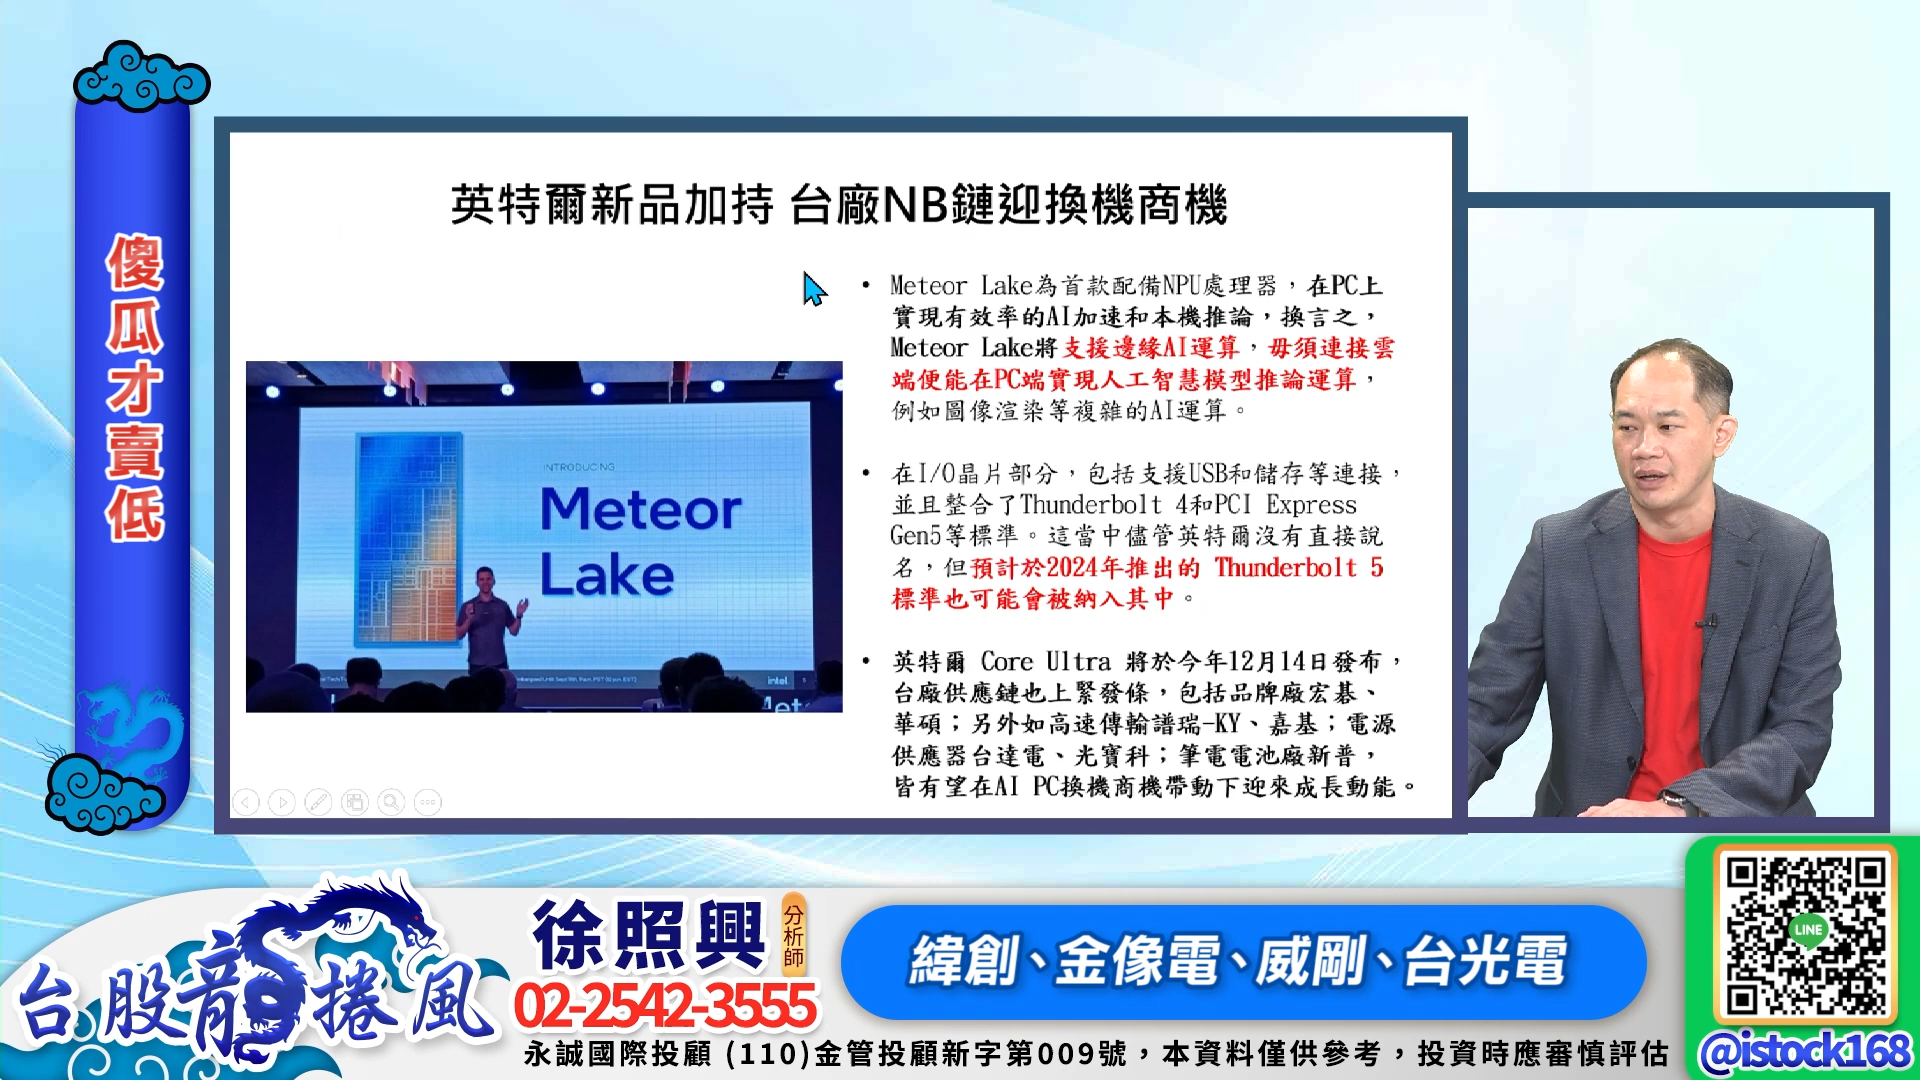 傻瓜才賣低
英特爾新品加持 台廠NB鏈迎換機商機
INTRODUCING
Meteor
Lake
intel
• Meteor Lake為首款配備NPU處理器，在PC上
實現有效率的AI加速和本機推論，換言之，
Meteor Lake將支援邊緣AI運算，毋須連接雲
端便能在PC端實現人工智慧模型推論運算，
例如圖像渲染等複雜的AI運算。
• 在I/O晶片部分，包括支援USB和儲存等連接，
並且整合了Thunderbolt 4和PCI Express
Gen5等標準。這當中儘管英特爾沒有直接說
名，但預計於2024年推出的 Thunderbolt 5
標準也可能會被納入其中。
• 英特爾 Core Ultra 將於今年12月14日發布，
台廠供應鏈也上緊發條，包括品牌廠宏碁、
華碩；另外如高速傳輸譜瑞-KY、嘉基；電源
供應器台達電、光寶科；筆電電池廠新普，
皆有望在AI PC換機商機帶動下迎來成長動能。
台股龍捲風
徐照興
分析師
02-2542-3555
緯創、金像電、威剛、台光電
永誠國際投顧 (110)金管投顧新字第009號，本資料僅供參考，投資時應審慎評估
LINE
@istock168